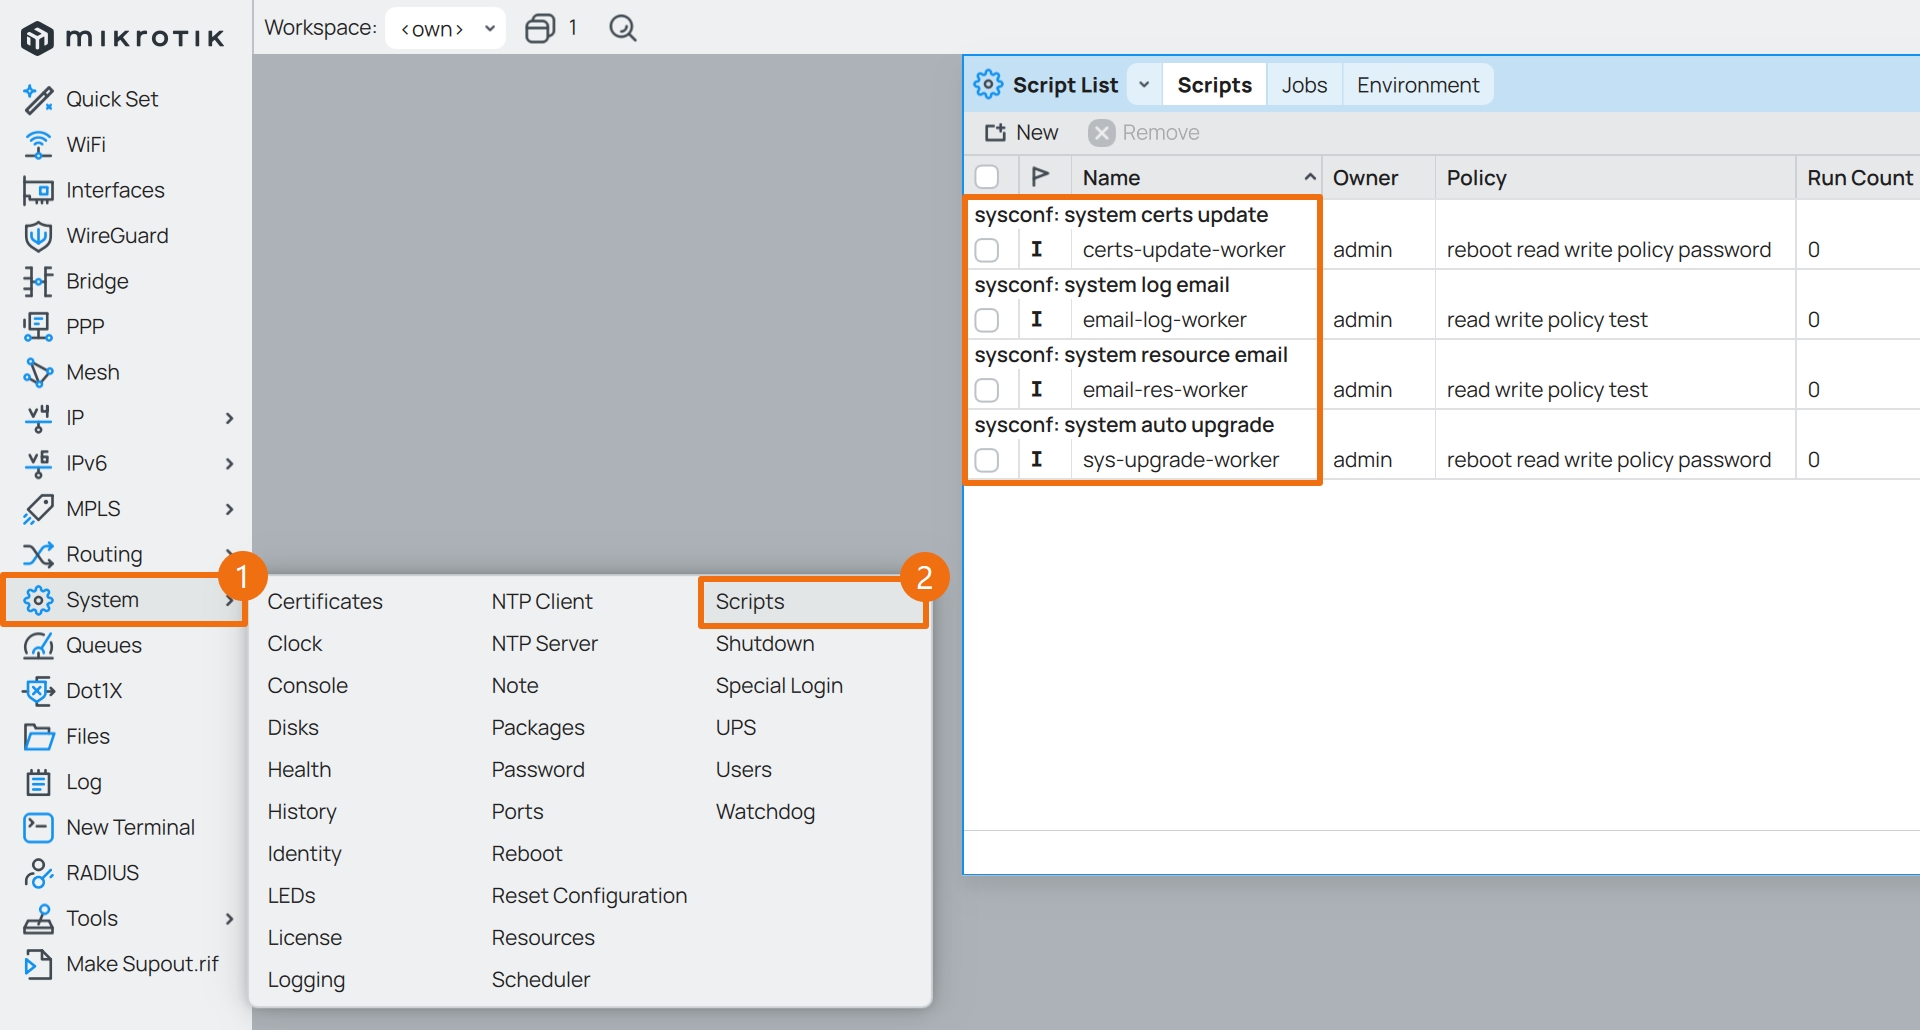 mikrotik
Workspace: <own> 1
Quick Set
WiFi
Interfaces
WireGuard
Bridge
PPP
Mesh
IP
IPv6
MPLS
Routing
System
Queues
Dot1X
Files
Log
New Terminal
RADIUS
Tools
Make Supout.rif
1
Certificates
Clock
Console
Disks
Health
History
Identity
LEDs
License
Logging
NTP Client
NTP Server
Note
Packages
Password
Ports
Reboot
Reset Configuration
Resources
Scheduler
2
Scripts
Shutdown
Special Login
UPS
Users
Watchdog
Script List Scripts Jobs Environment
New Remove
Name Owner Policy Run Count
sysconf: system certs update
I certs-update-worker admin reboot read write policy password 0
sysconf: system log email
I email-log-worker admin read write policy test 0
sysconf: system resource email
I email-res-worker admin read write policy test 0
sysconf: system auto upgrade
I sys-upgrade-worker admin reboot read write policy password 0